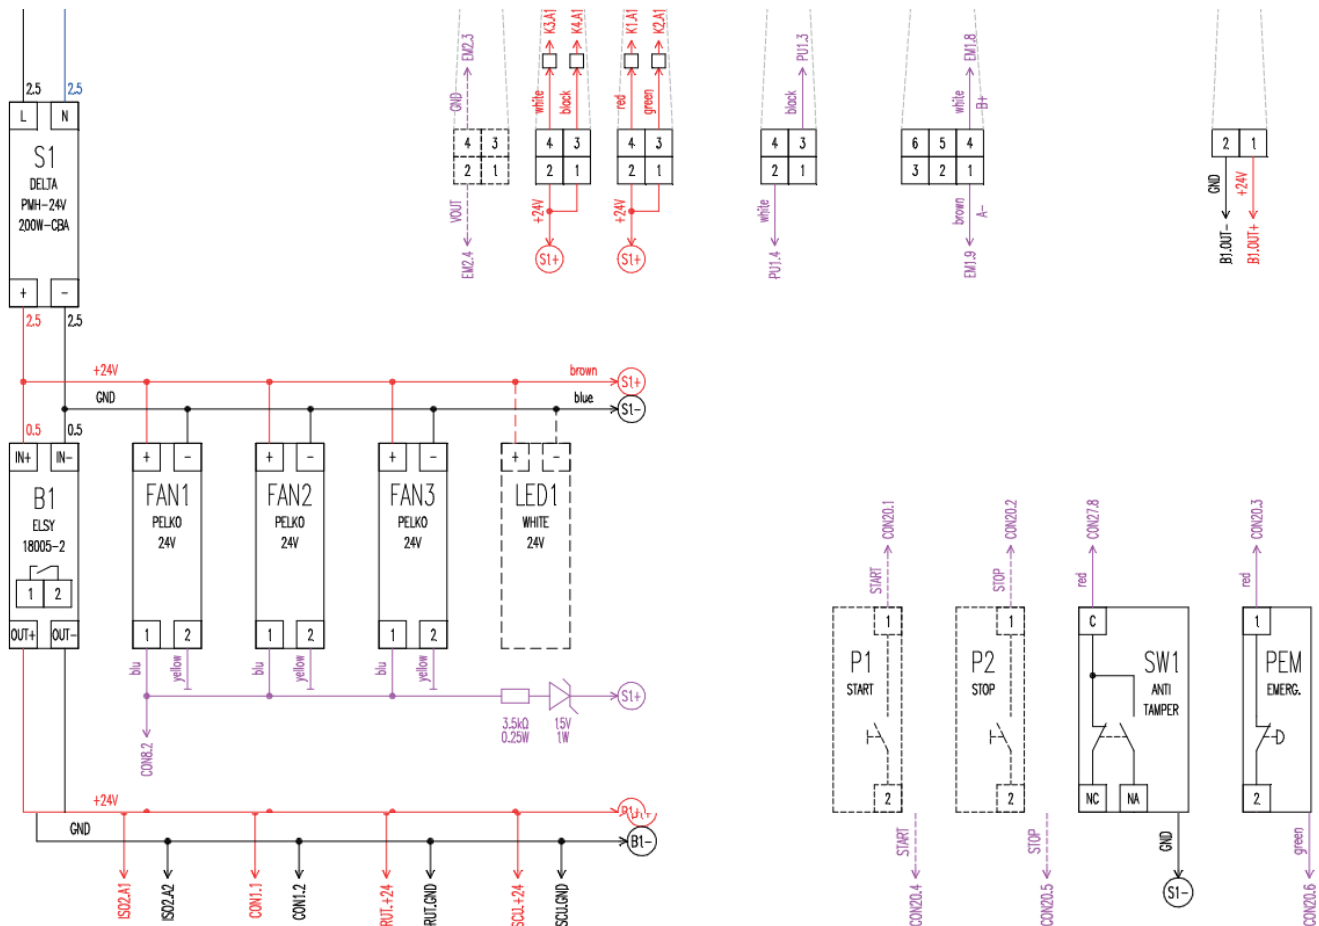 K3.A1
K4.A1
K1.A1
K2.A1
EM2.3
PU1.3
EM1.8
2.5
2.5
GND
white
black
red
green
black
white
B+
L
N
4
3
4
3
4
3
4
3
6
5
4
2
1
2
1
2
1
2
1
2
1
3
2
1
S1
DELTA
PMH-24V
200W-CBA
VOUT
+24V
+24V
white
brown
A-
GND
+24V
EM2.4
S1+
S1+
PU1.4
EM1.9
B1.OUT-
B1.OUT+
+
-
2.5
2.5
+24V
brown
S1+
GND
blue
S1-
0.5
0.5
IN+
IN-
+
-
+
-
+
-
+
-
B1
ELSY
18005-2
1
2
OUT+
OUT-
FAN1
PELKO
24V
1
2
FAN2
PELKO
24V
1
2
FAN3
PELKO
24V
1
2
LED1
WHITE
24V
blu
yellow
blu
yellow
blu
yellow
S1+
3.5kΩ
0.25W
15V
1W
CON8.2
+24V
GND
B1-
ISO2.A1
ISO2.A2
CON1.1
CON1.2
RUT.+24
RUT.GND
SCU.+24
SCU.GND
CON20.1
CON20.2
CON27.8
CON20.3
START
STOP
red
red
1
1
C
1
P1
START
P2
STOP
SW1
ANTI
TAMPER
PEM
EMERG.
2
2
NC
NA
2
START
STOP
GND
green
CON20.4
CON20.5
S1-
CON20.6